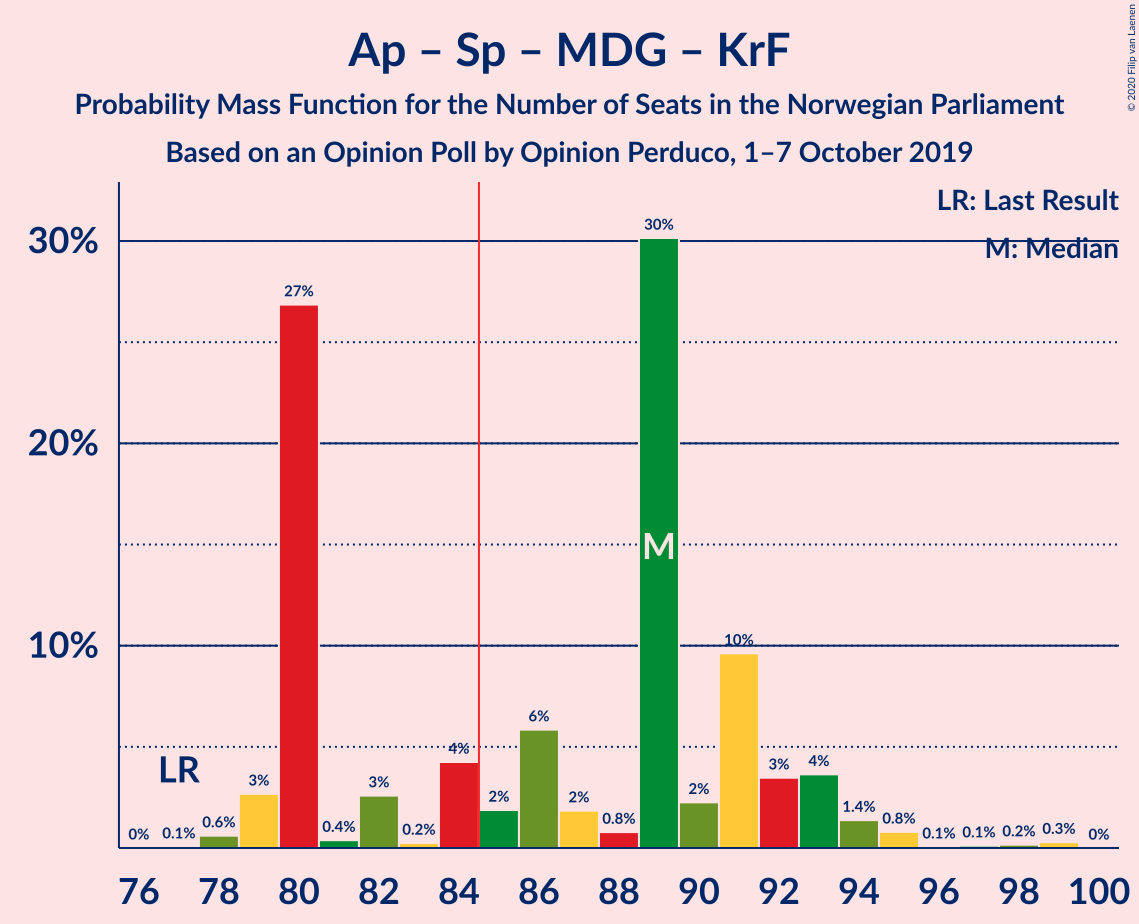 Ap – Sp – MDG – KrF
Probability Mass Function for the Number of Seats in the Norwegian Parliament
Based on an Opinion Poll by Opinion Perduco, 1–7 October 2019
© 2020 Filip van Laenen
LR: Last Result
M: Median
30%
20%
10%
LR
M
0% 0.1% 0.6% 3% 27% 0.4% 3% 0.2% 4% 2% 6% 2% 0.8% 30% 2% 10% 3% 4% 1.4% 0.8% 0.1% 0.1% 0.2% 0.3% 0%
76 78 80 82 84 86 88 90 92 94 96 98 100